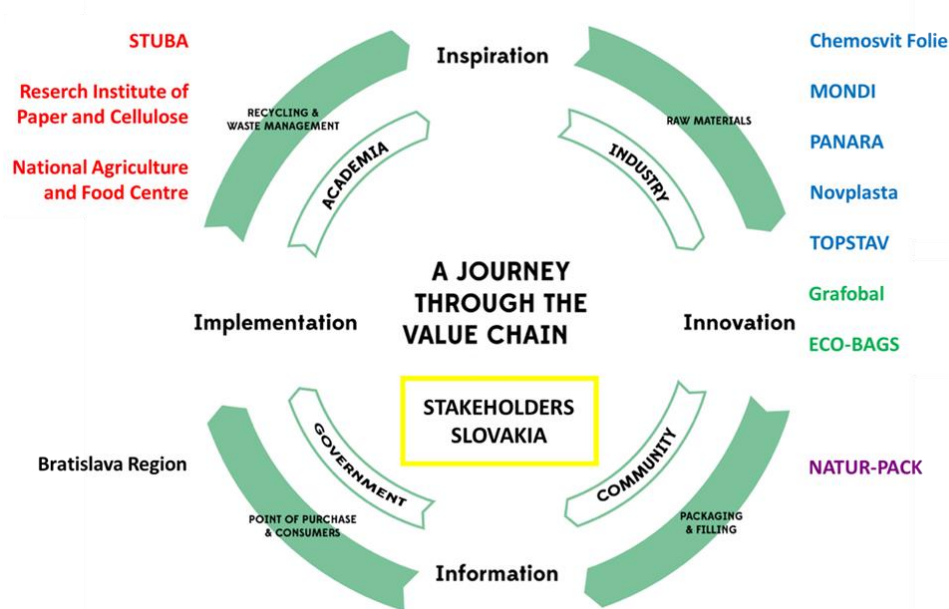 STUBA
Reserch Institute of
Paper and Cellulose
National Agriculture
and Food Centre
Inspiration
RECYCLING &
WASTE MANAGEMENT
ACADEMIA
RAW MATERIALS
INDUSTRY
Chemosvit Folie
MONDI
PANARA
Novplasta
TOPSTAV
Grafobal
ECO-BAGS
A JOURNEY
THROUGH THE
VALUE CHAIN
Implementation
Innovation
STAKEHOLDERS
SLOVAKIA
Bratislava Region
GOVERNMENT
POINT OF PURCHASE
& CONSUMERS
COMMUNITY
PACKAGING
& FILLING
NATUR-PACK
Information